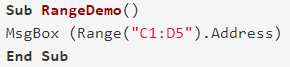 Sub RangeDemo()
MsgBox (Range("C1:D5").Address)
End Sub